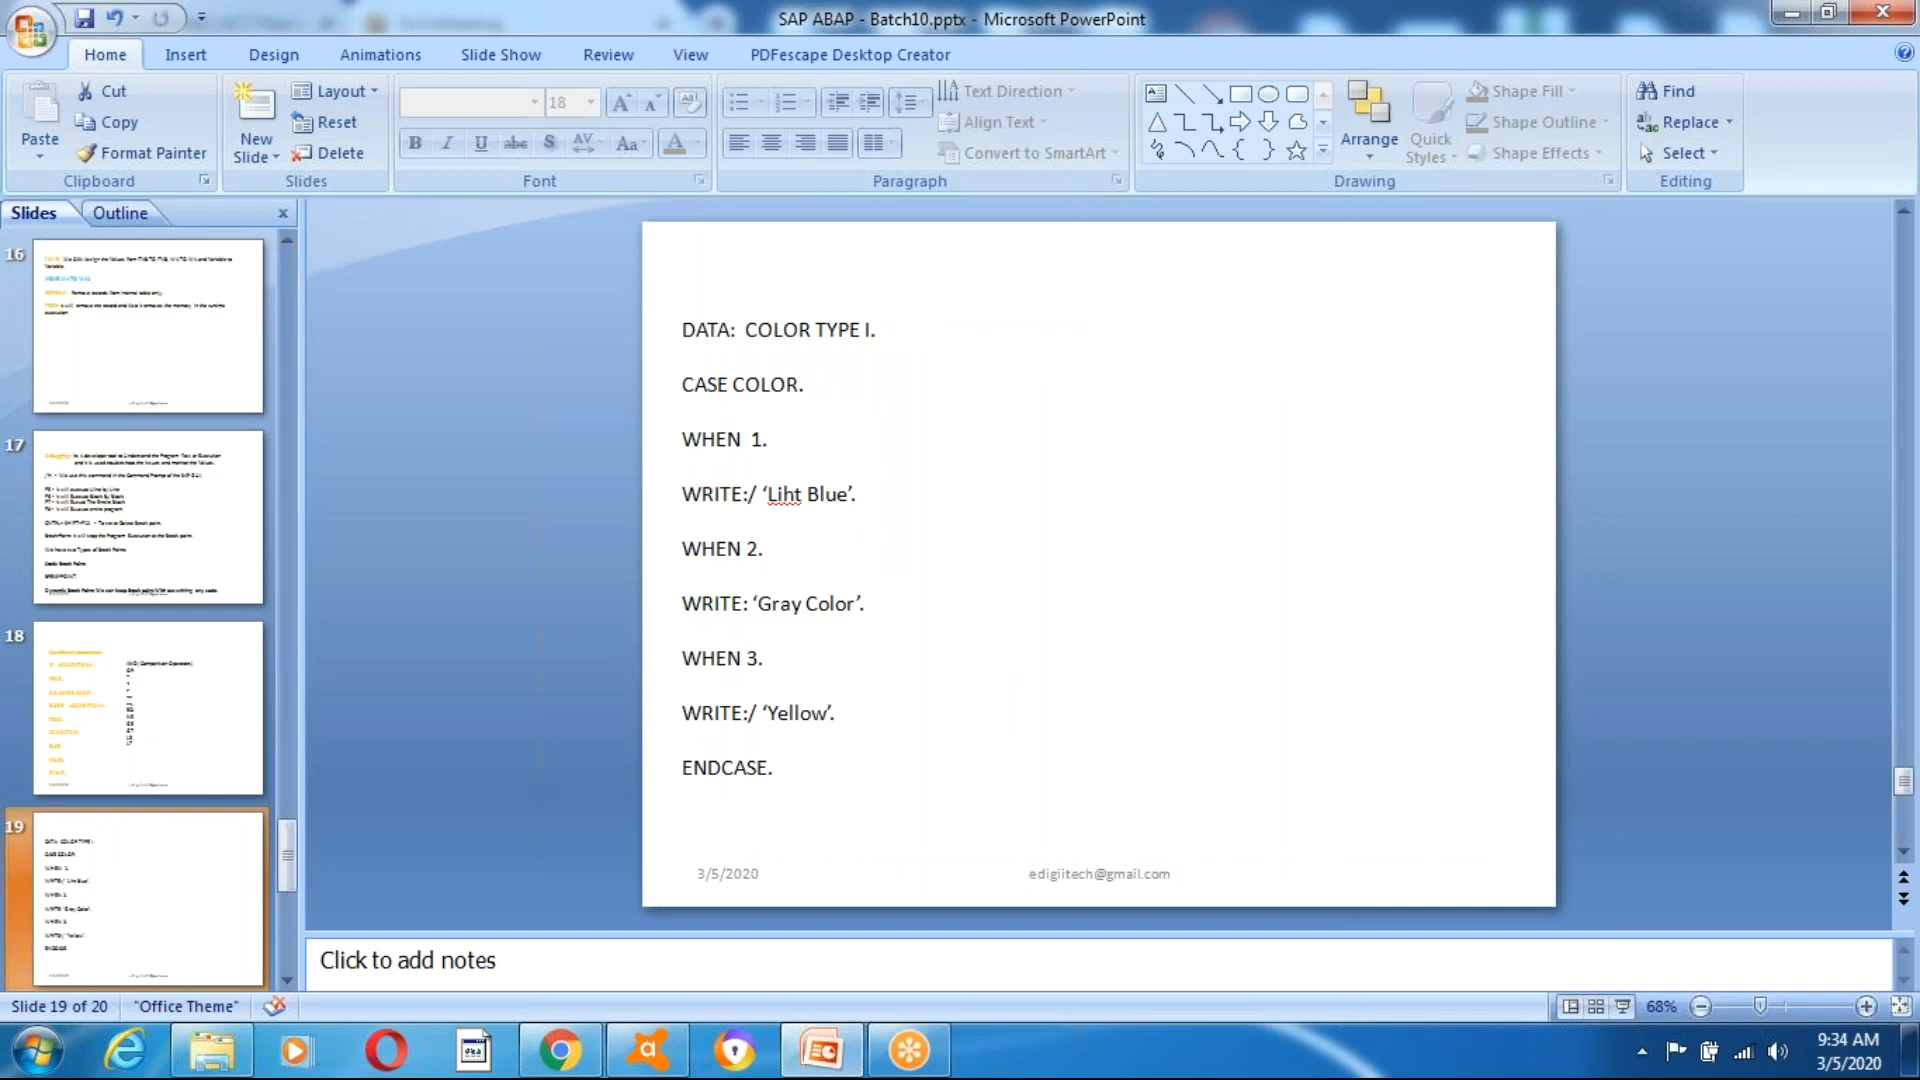 SAP ABAP - Batch10.pptx - Microsoft PowerPoint
Home Insert Design Animations Slide Show Review View PDFescape Desktop Creator
Paste
Cut
Copy
Format Painter
Clipboard
New Slide
Layout
Reset
Delete
Slides
18
Font
Text Direction
Align Text
Convert to SmartArt
Paragraph
Arrange
Quick Styles
Shape Fill
Shape Outline
Shape Effects
Drawing
Find
Replace
Select
Editing
Slides Outline
16
17
18
19
DATA: COLOR TYPE I.
CASE COLOR.
WHEN 1.
WRITE:/ ‘Liht Blue’.
WHEN 2.
WRITE: ‘Gray Color’.
WHEN 3.
WRITE:/ ‘Yellow’.
ENDCASE.
3/5/2020 edigiitech@gmail.com
Click to add notes
Slide 19 of 20 "Office Theme" 68%
9:34 AM
3/5/2020